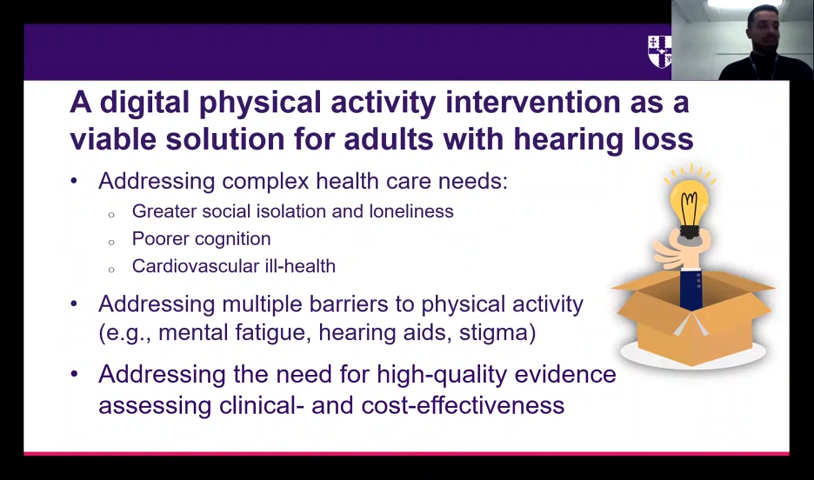 A digital physical activity intervention as a
viable solution for adults with hearing loss
• Addressing complex health care needs:
o Greater social isolation and loneliness
o Poorer cognition
o Cardiovascular ill-health
• Addressing multiple barriers to physical activity
(e.g., mental fatigue, hearing aids, stigma)
• Addressing the need for high-quality evidence
assessing clinical- and cost-effectiveness